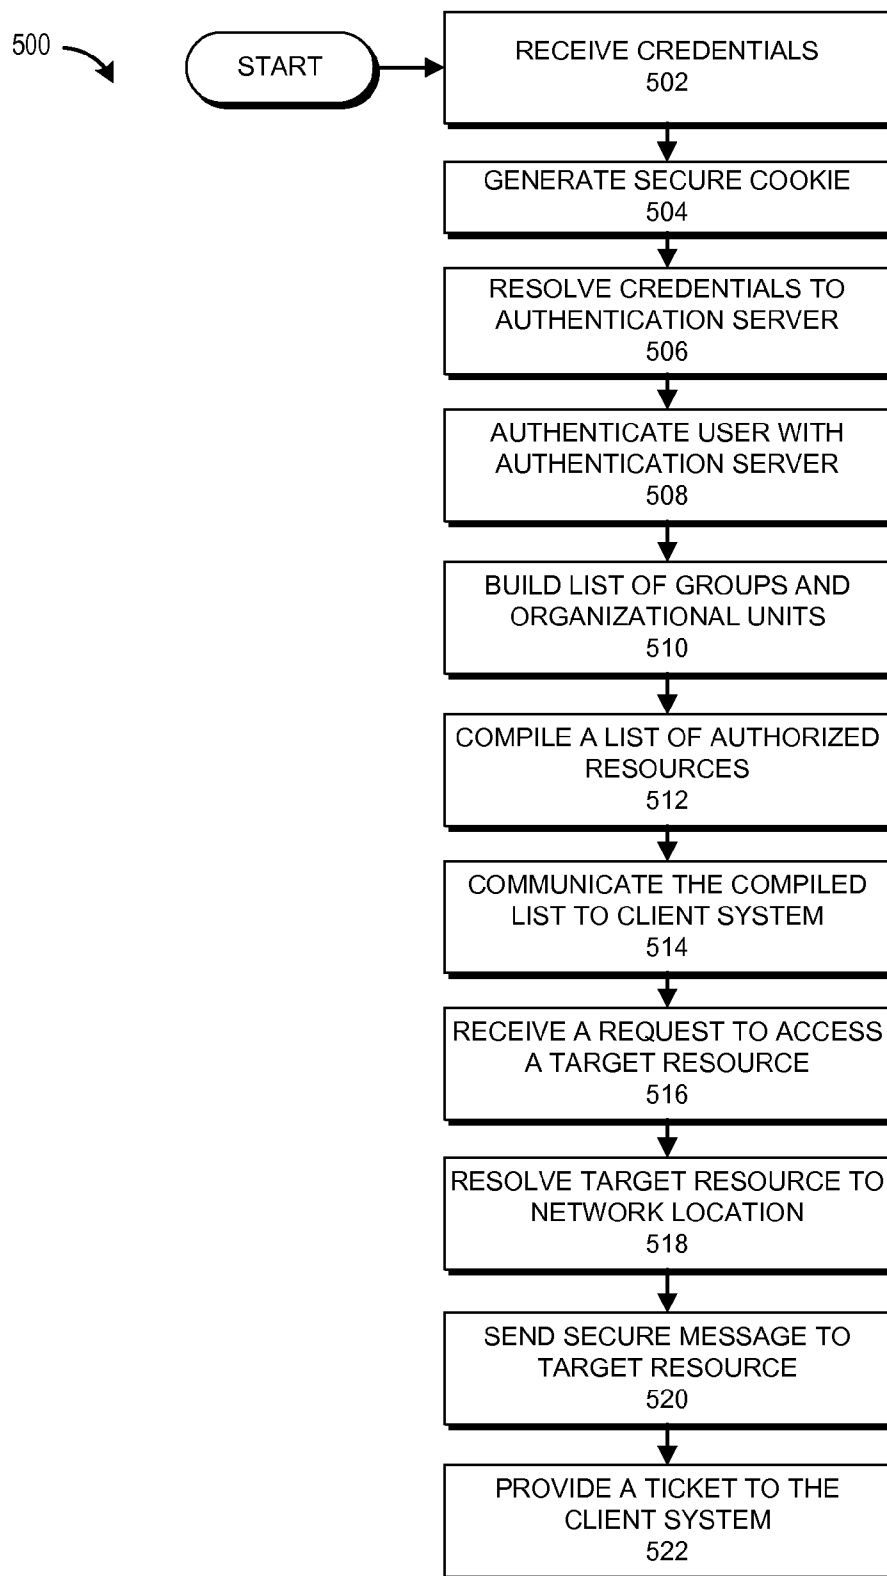 500
START
RECEIVE CREDENTIALS
502
GENERATE SECURE COOKIE
504
RESOLVE CREDENTIALS TO
AUTHENTICATION SERVER
506
AUTHENTICATE USER WITH
AUTHENTICATION SERVER
508
BUILD LIST OF GROUPS AND
ORGANIZATIONAL UNITS
510
COMPILE A LIST OF AUTHORIZED
RESOURCES
512
COMMUNICATE THE COMPILED
LIST TO CLIENT SYSTEM
514
RECEIVE A REQUEST TO ACCESS
A TARGET RESOURCE
516
RESOLVE TARGET RESOURCE TO
NETWORK LOCATION
518
SEND SECURE MESSAGE TO
TARGET RESOURCE
520
PROVIDE A TICKET TO THE
CLIENT SYSTEM
522